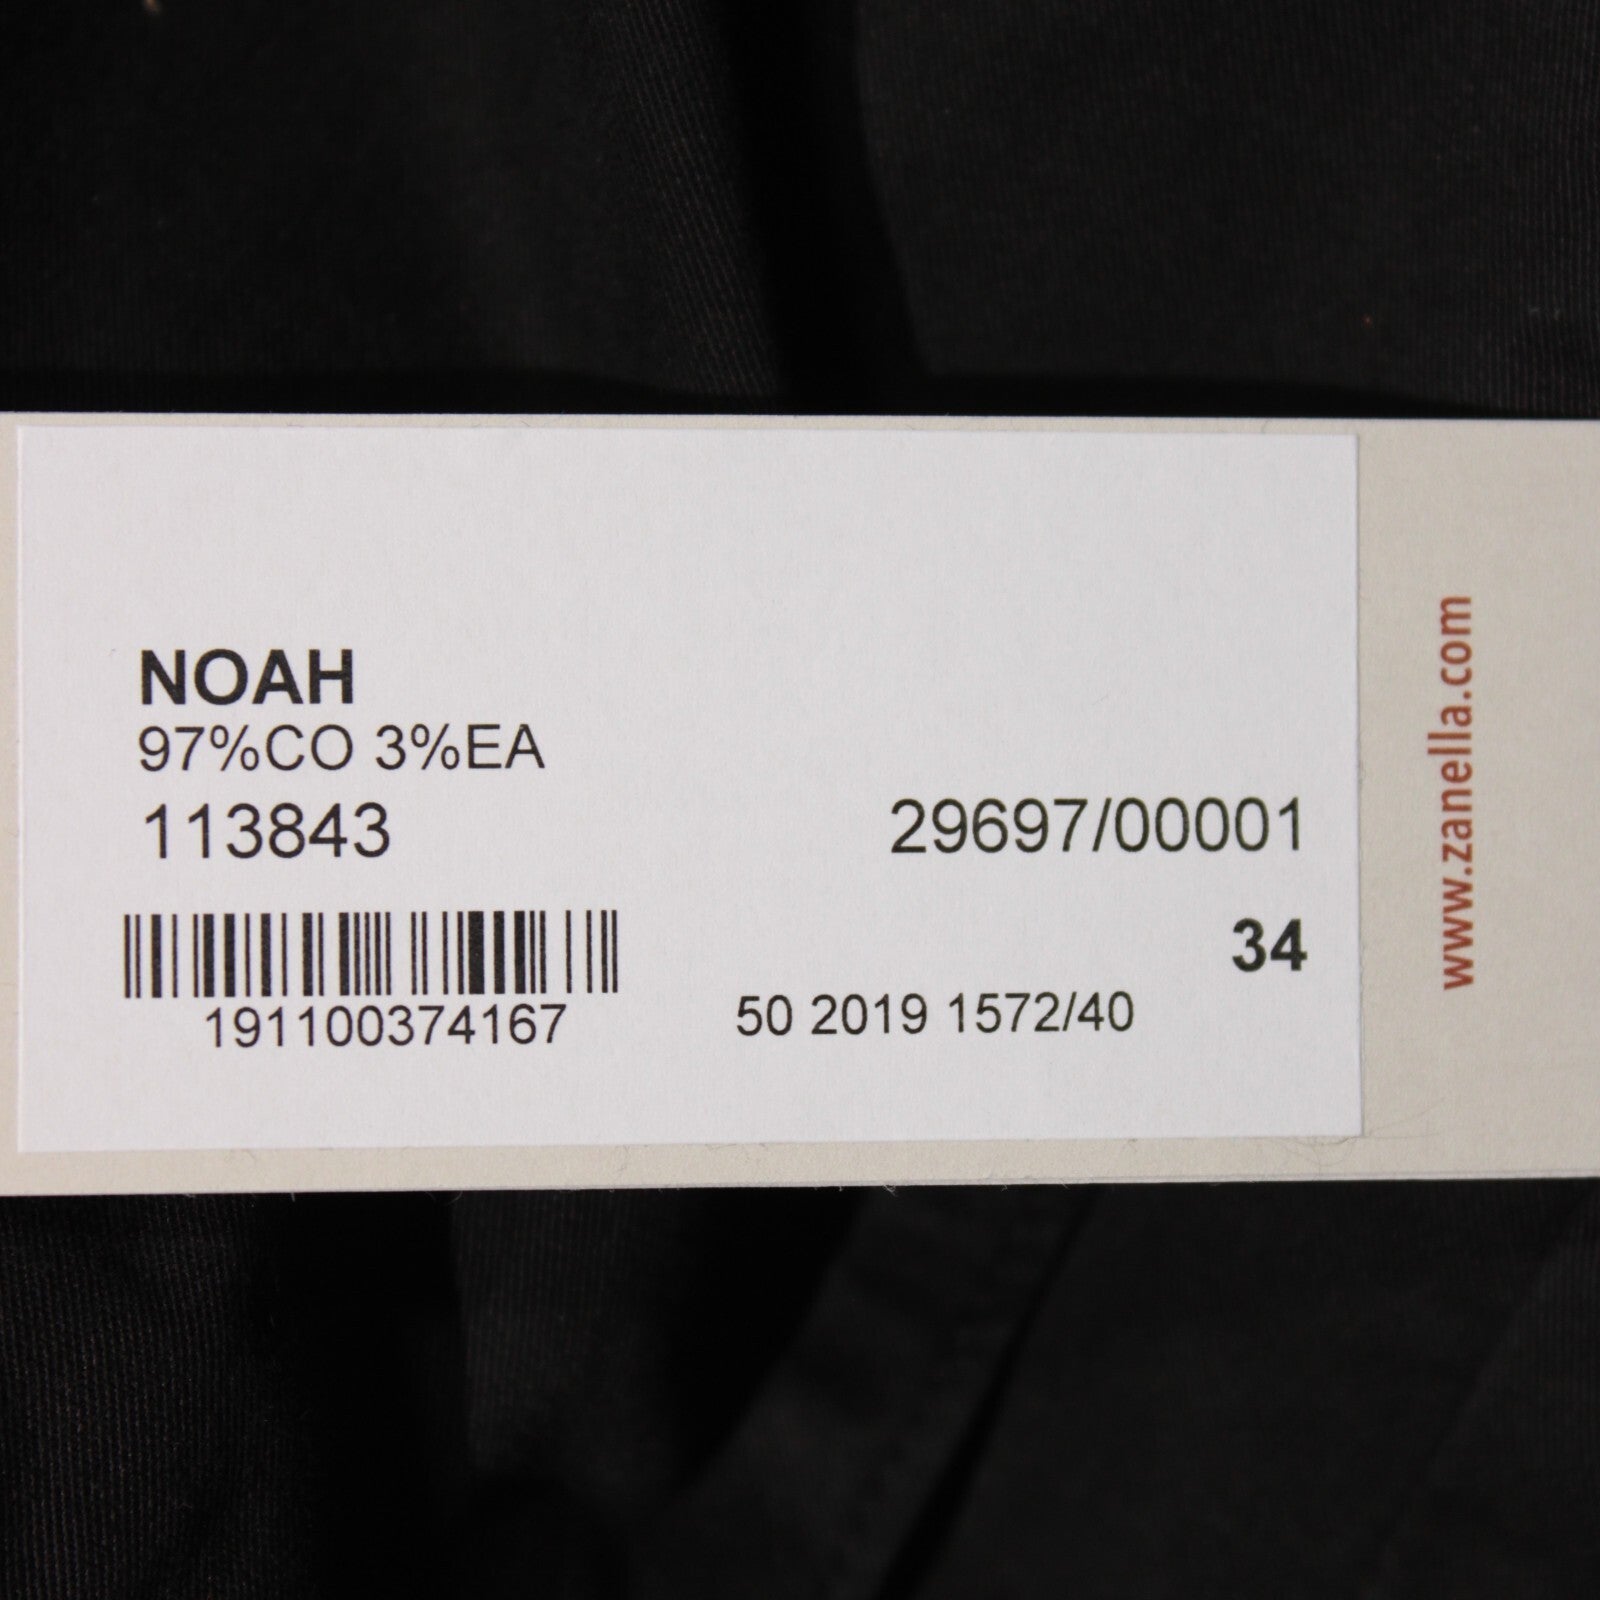 NOAH
97%CO 3%EA
113843
29697/00001
34
191100374167
50 2019 1572/40
www.zanella.com